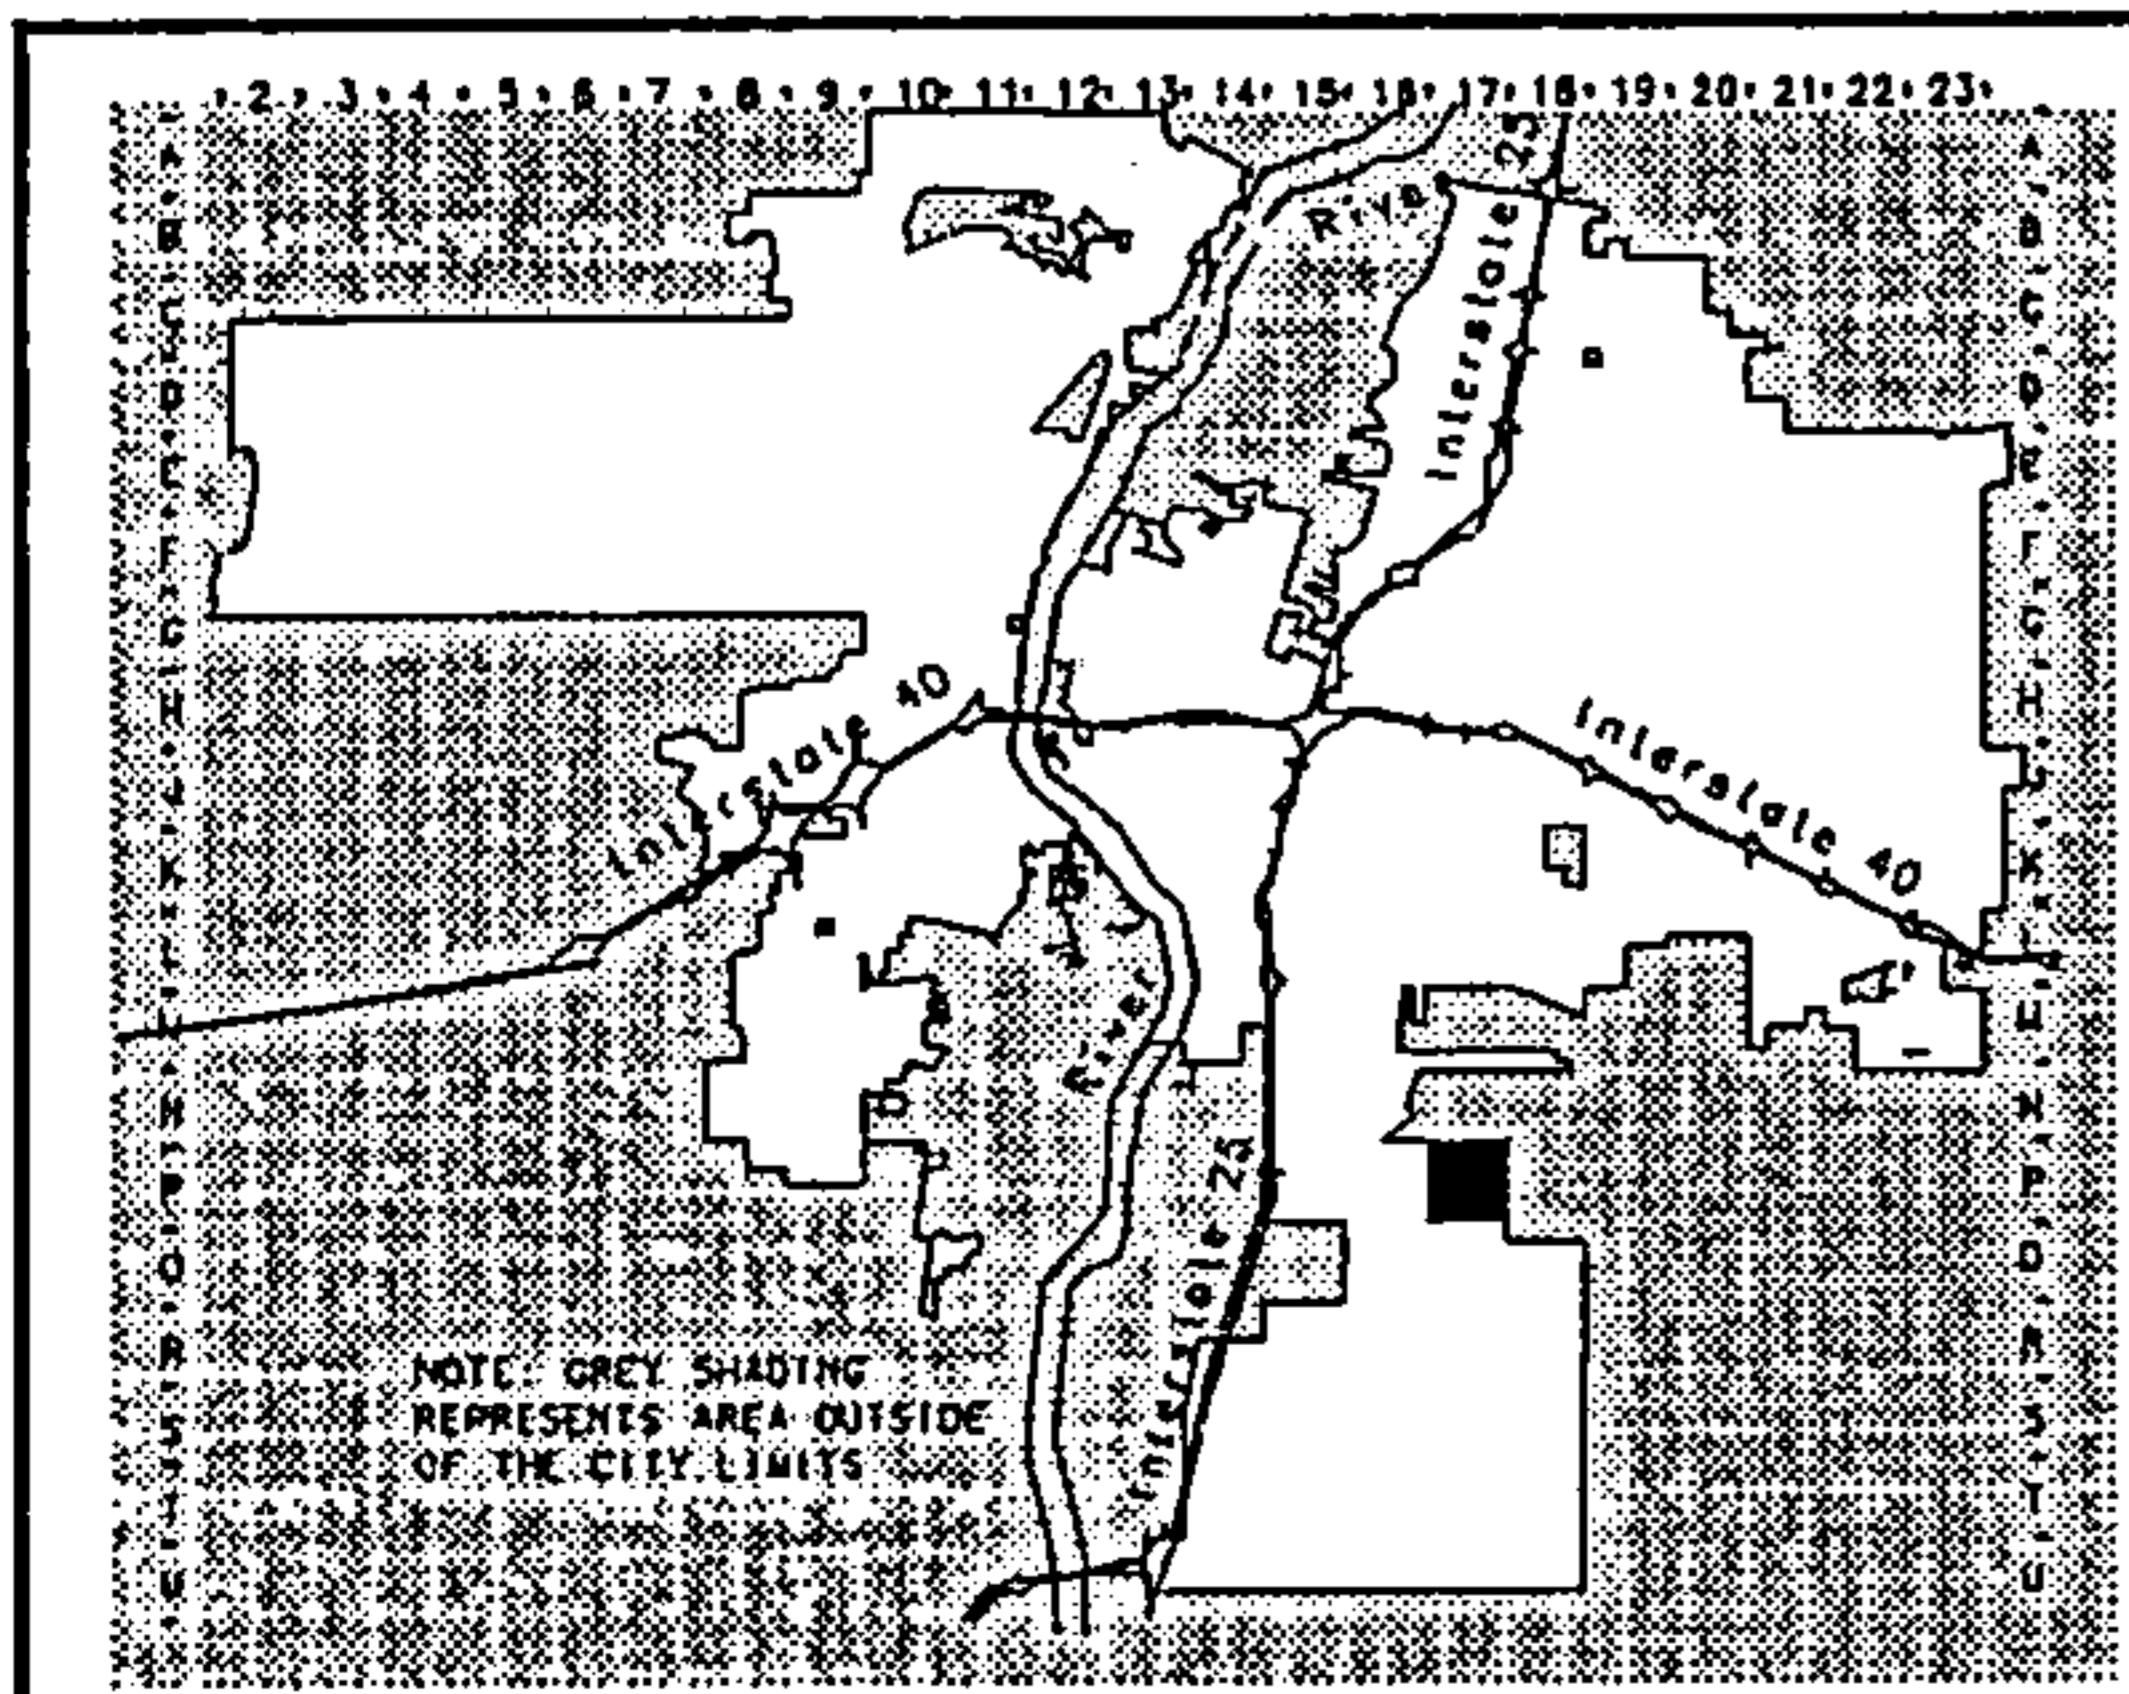 2 3 4 5 6 7 8 9 10 11 12 13 14 15 16 17 18 19 20 21 22 23
A A
B B
C C
D D
E E
F F
G G
H H
J J
K K
L L
M M
N N
P P
Q Q
R R
S S
T T
U U
Interstate 25
Interstate 40
Interstate 40
River
Interstate 25
NOTE: GREY SHADING
REPRESENTS AREA OUTSIDE
OF THE CITY LIMITS